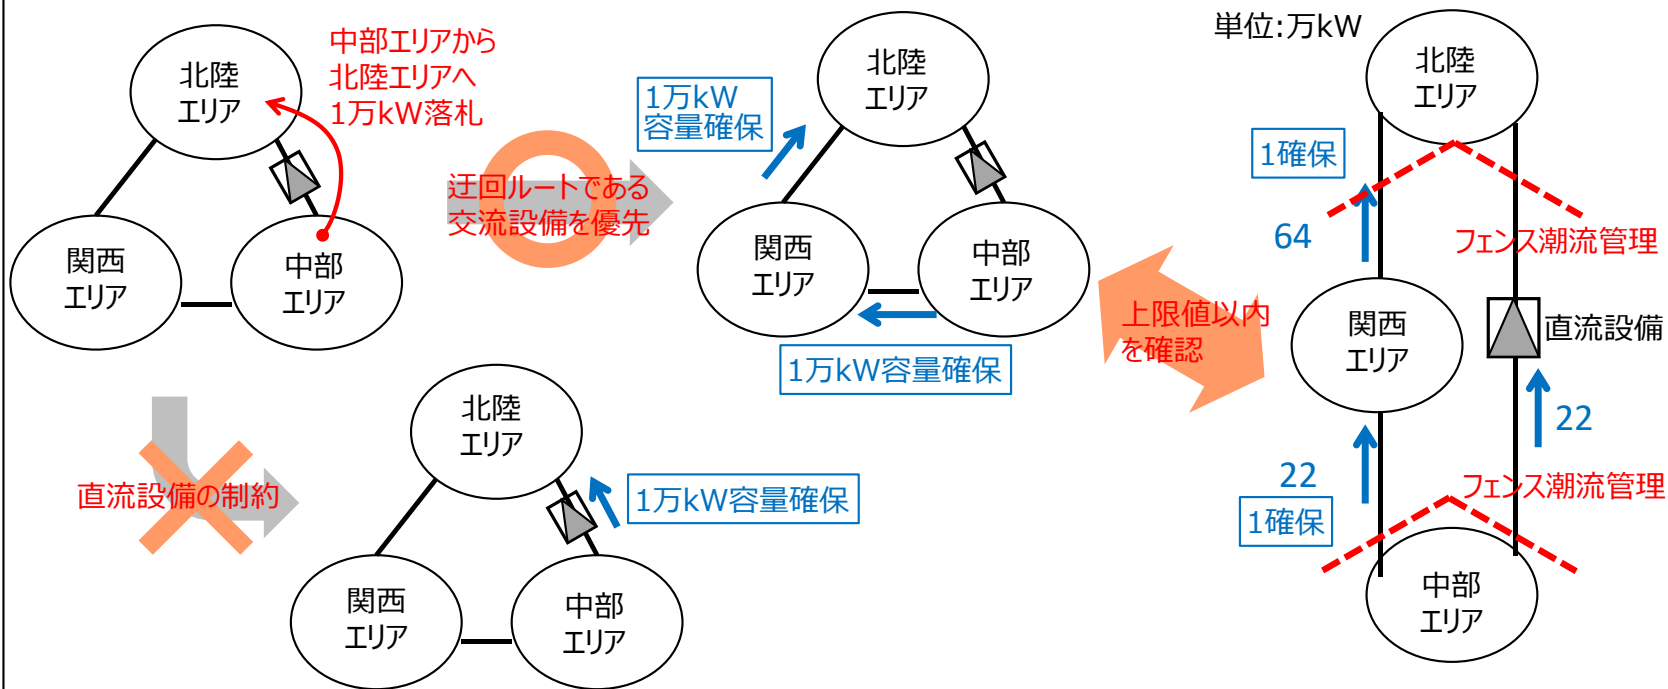 北陸
エリア
中部エリアから
北陸エリアへ
1万kW落札
関西
エリア
中部
エリア
迂回ルートである
交流設備を優先
1万kW
容量確保
北陸
エリア
関西
エリア
中部
エリア
1万kW容量確保
上限値以内
を確認
直流設備の制約
北陸
エリア
1万kW容量確保
関西
エリア
中部
エリア
単位:万kW
北陸
エリア
1確保
64
フェンス潮流管理
関西
エリア
直流設備
22
22
1確保
フェンス潮流管理
中部
エリア